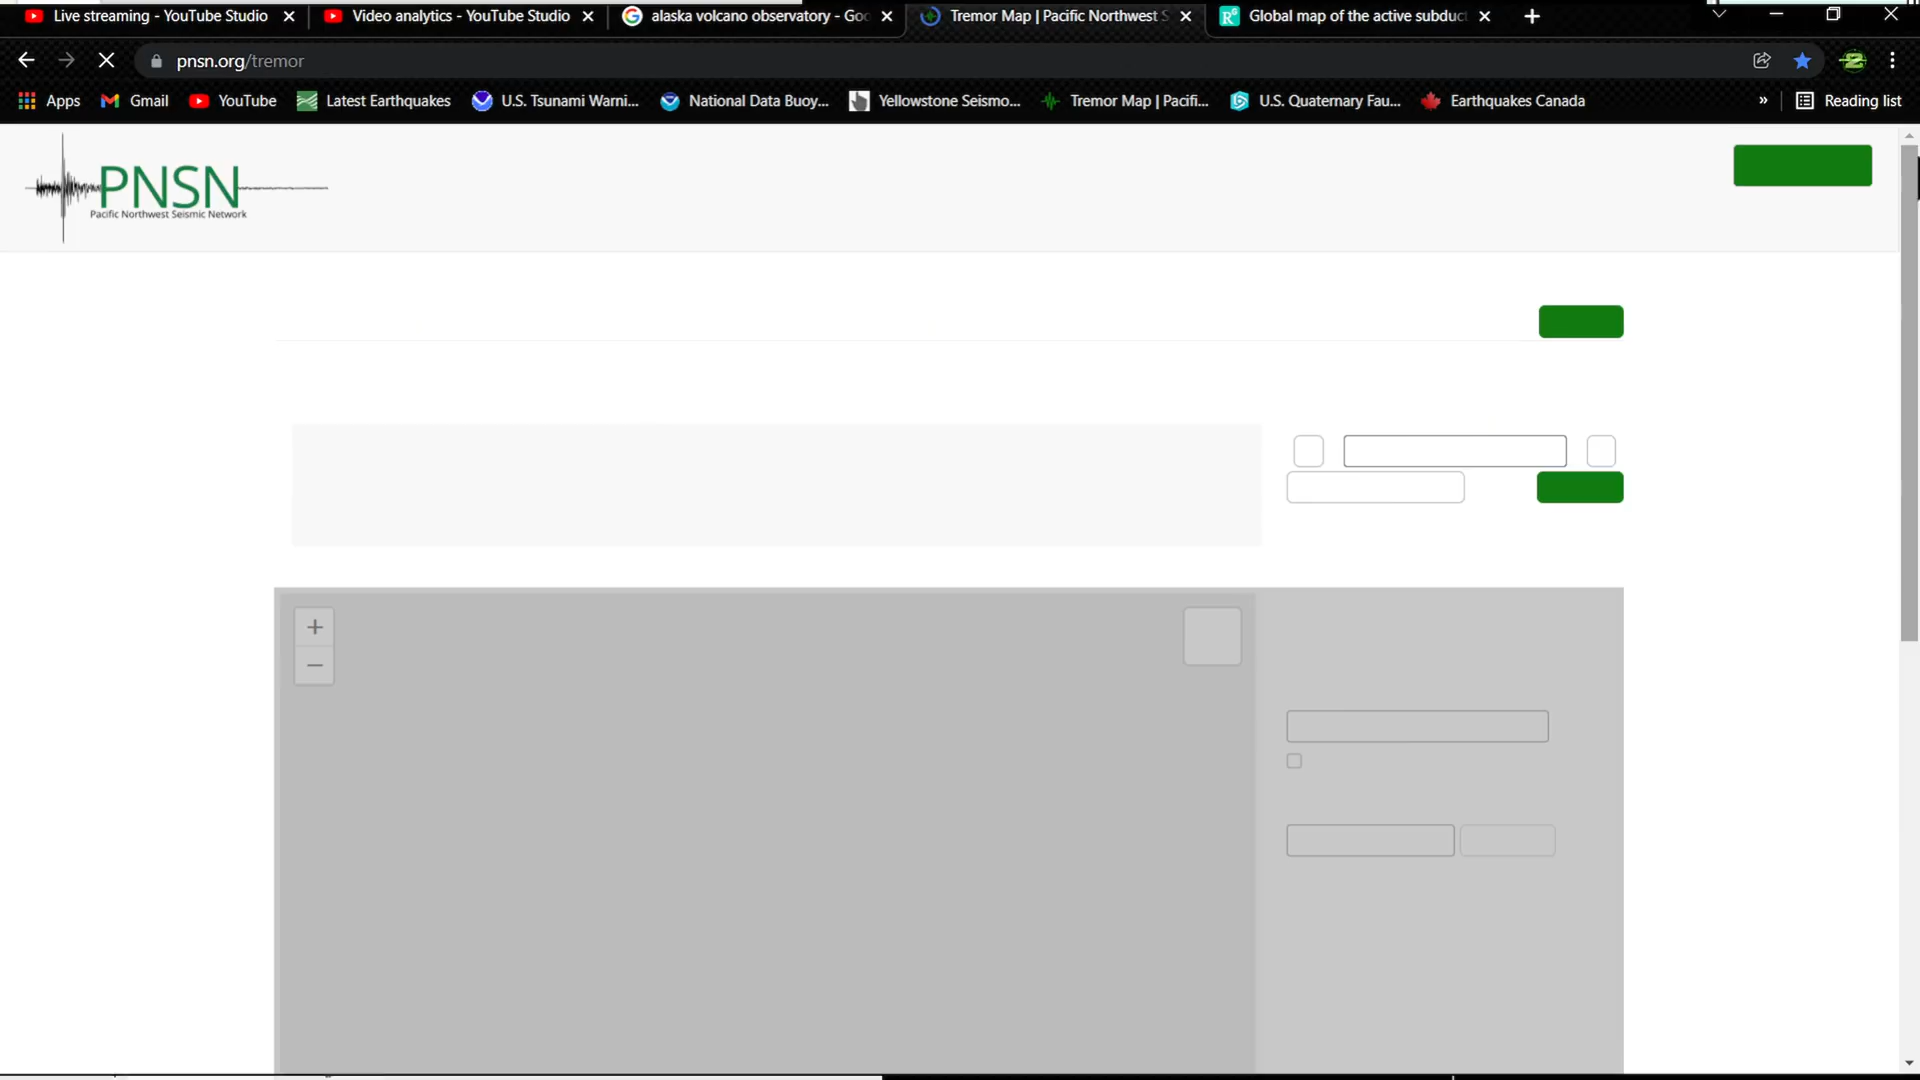 Live streaming - YouTube Studio
Video analytics - YouTube Studio
alaska volcano observatory - Goo
Tremor Map | Pacific Northwest S
Global map of the active subduct
pnsn.org/tremor
Apps
Gmail
YouTube
Latest Earthquakes
U.S. Tsunami Warni...
National Data Buoy...
Yellowstone Seismo...
Tremor Map | Pacifi...
U.S. Quaternary Fau...
Earthquakes Canada
»
Reading list
PNSN
Pacific Northwest Seismic Network
+
−